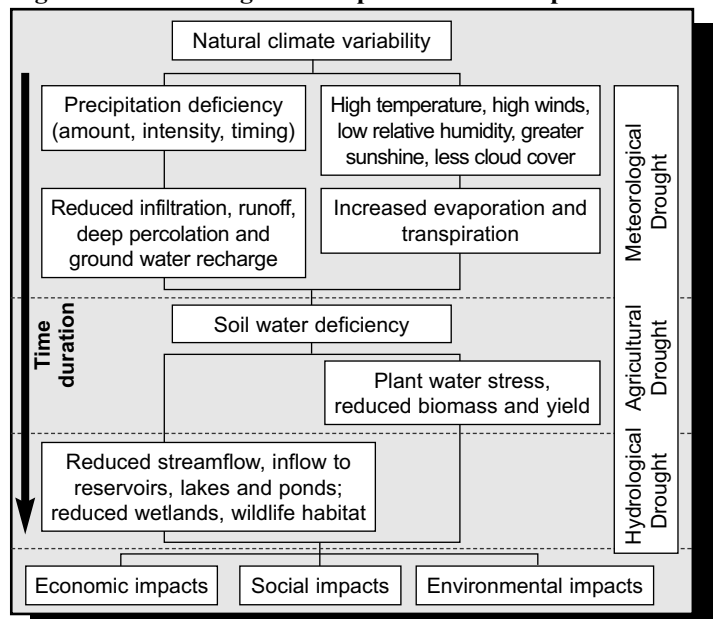 Natural climate variability
Precipitation deficiency
(amount, intensity, timing)
High temperature, high winds,
low relative humidity, greater
sunshine, less cloud cover
Reduced infiltration, runoff,
deep percolation and
ground water recharge
Increased evaporation and
transpiration
Meteorological
Drought
Time
duration
Soil water deficiency
Plant water stress,
reduced biomass and yield
Agricultural
Drought
Reduced streamflow, inflow to
reservoirs, lakes and ponds;
reduced wetlands, wildlife habitat
Hydrological
Drought
Economic impacts
Social impacts
Environmental impacts